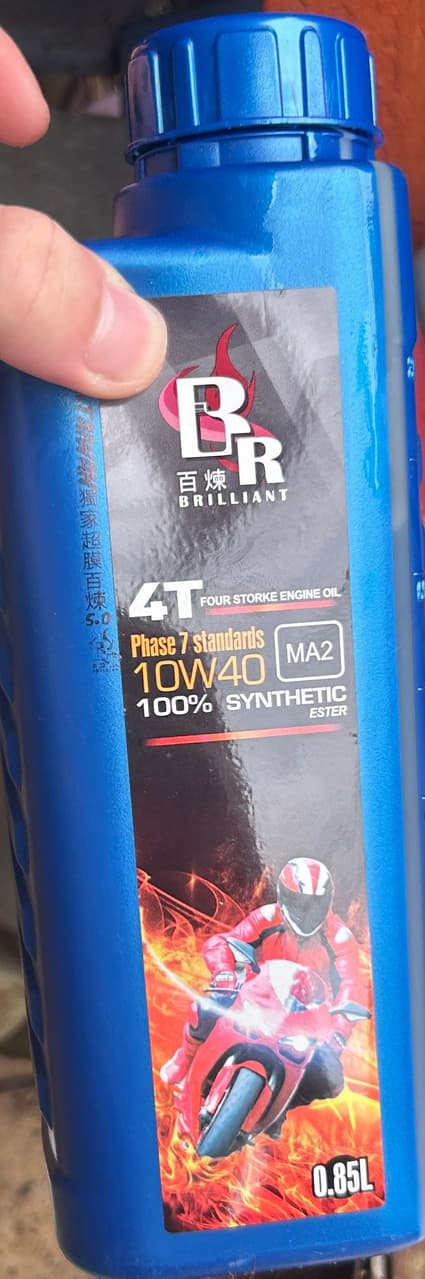 BR
百煉
BRILLIANT
4T FOUR STORKE ENGINE OIL
Phase 7 standards
10W40
MA2
100% SYNTHETIC
ESTER
0.85L
獨家超膜百煉
5.0